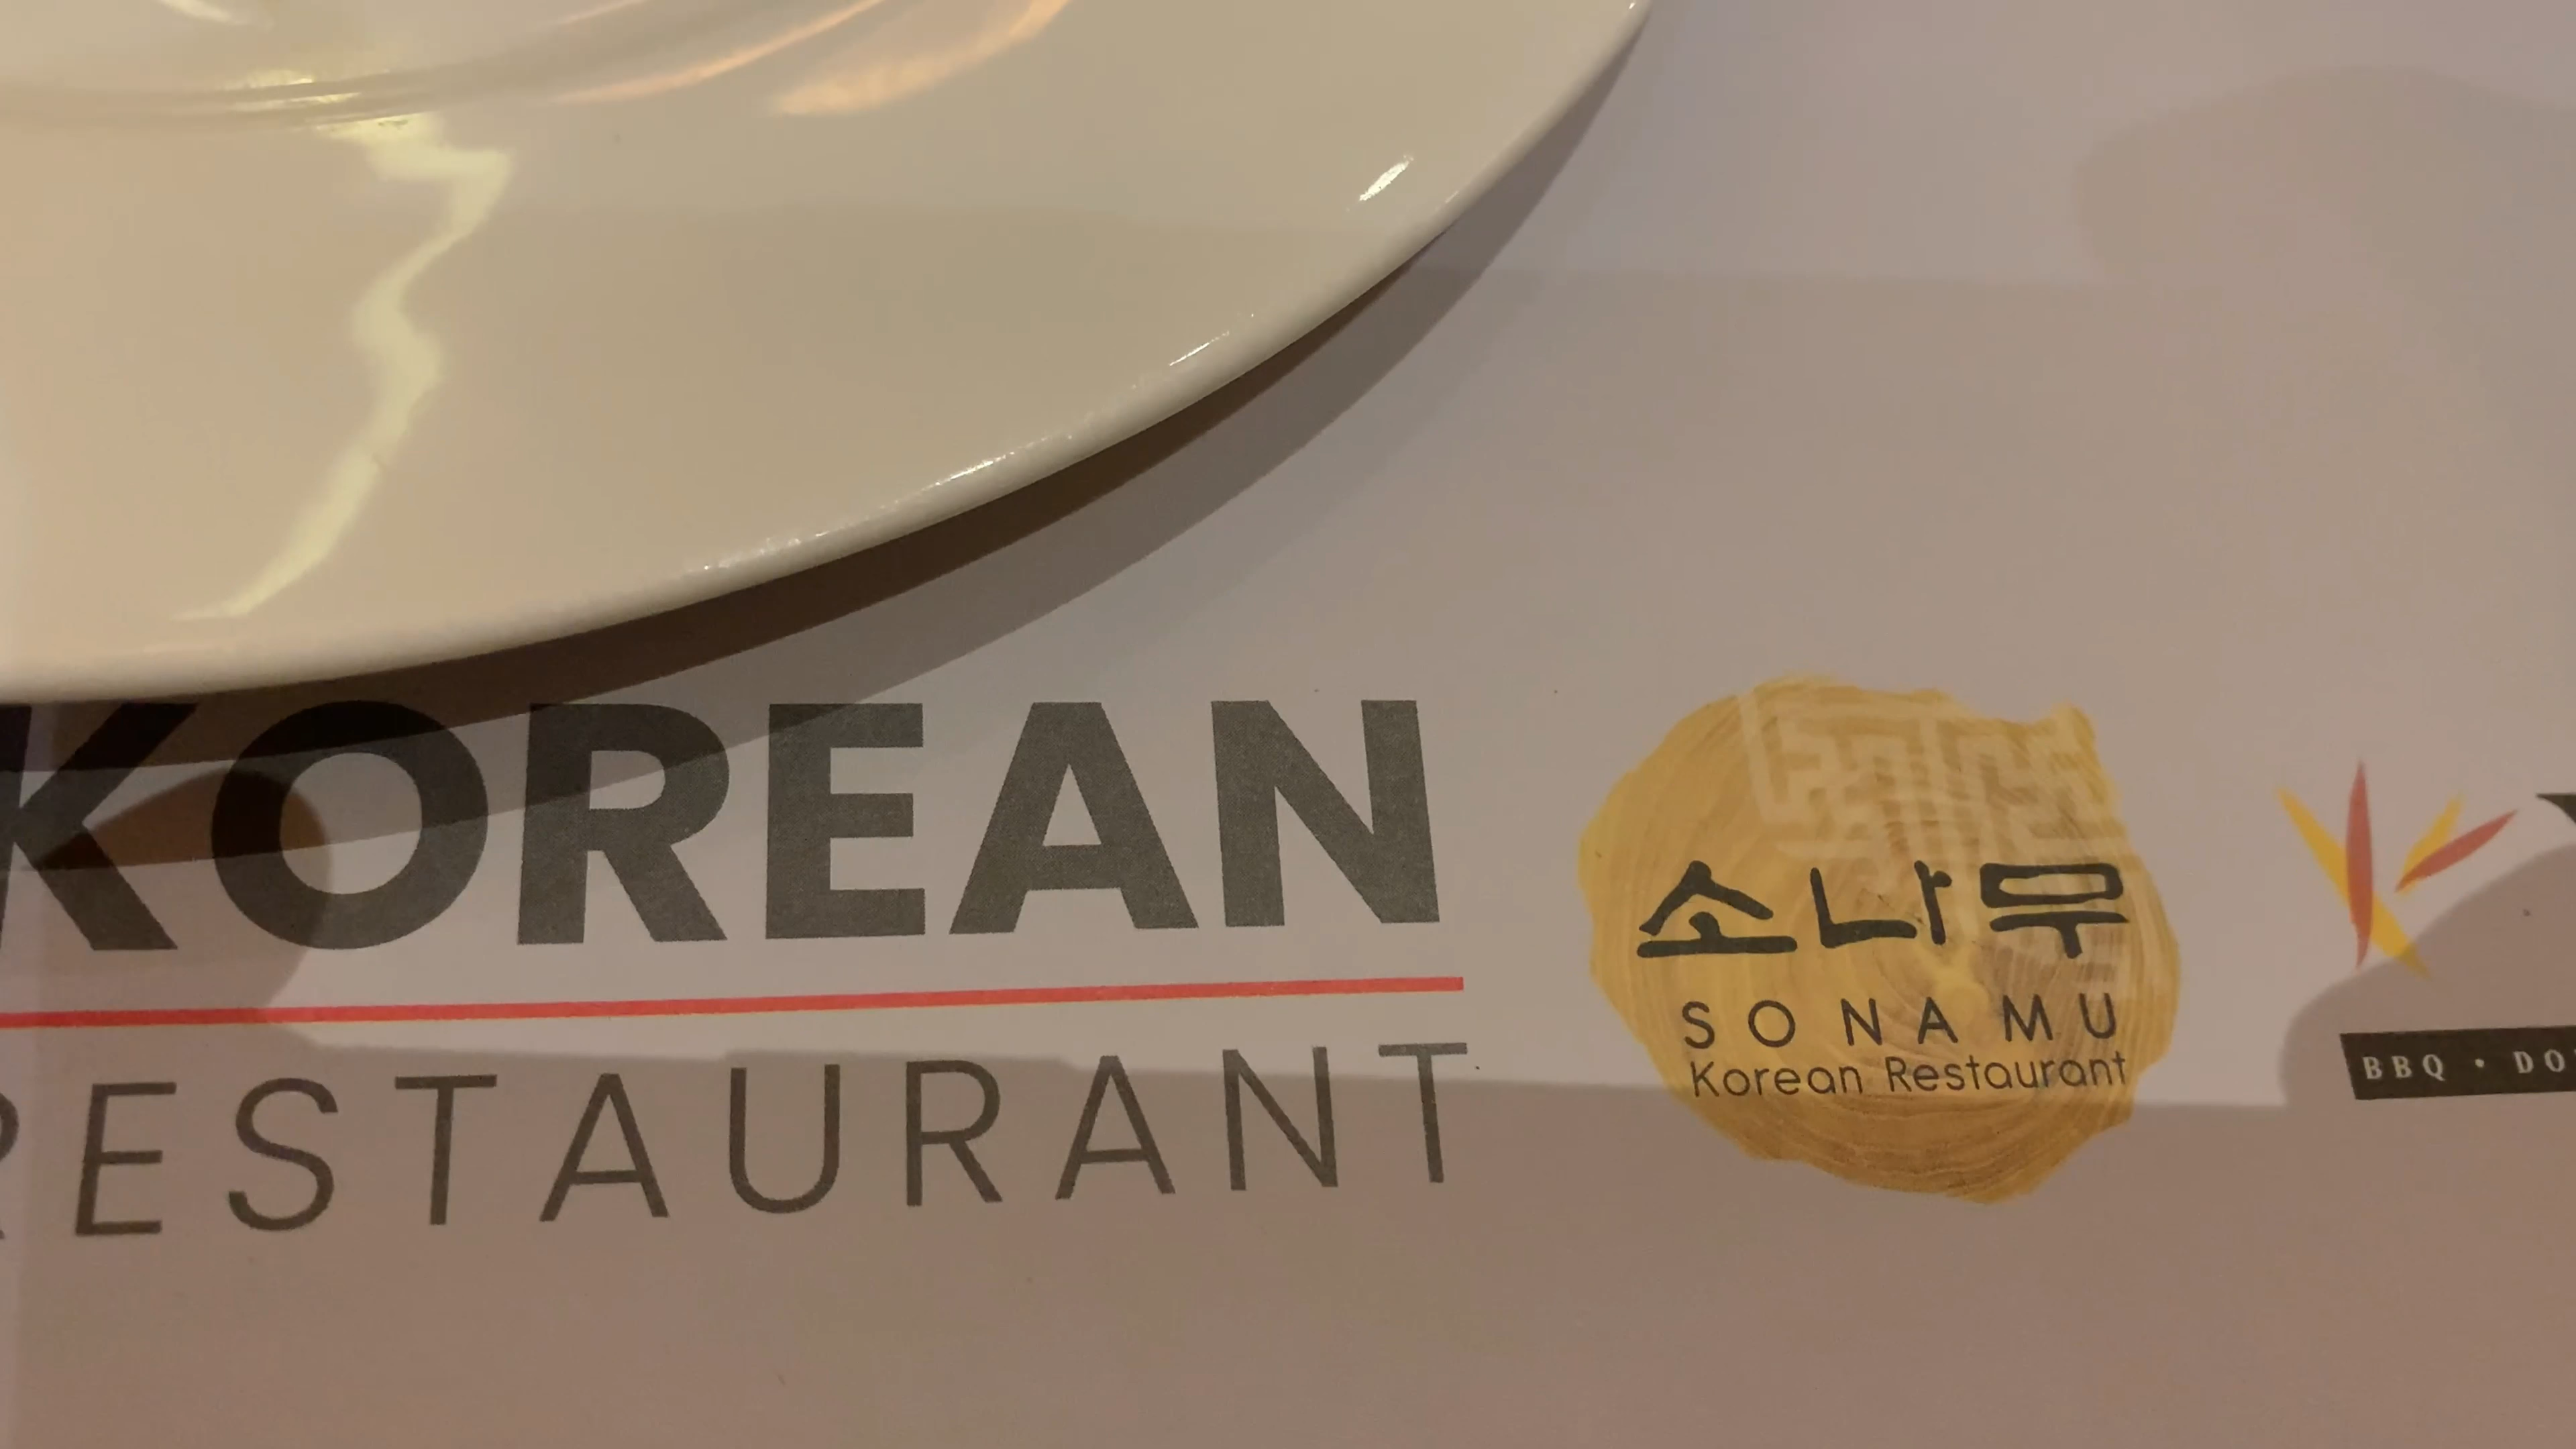 KOREAN
RESTAURANT
소나무
SONAMU
Korean Restaurant
BBQ